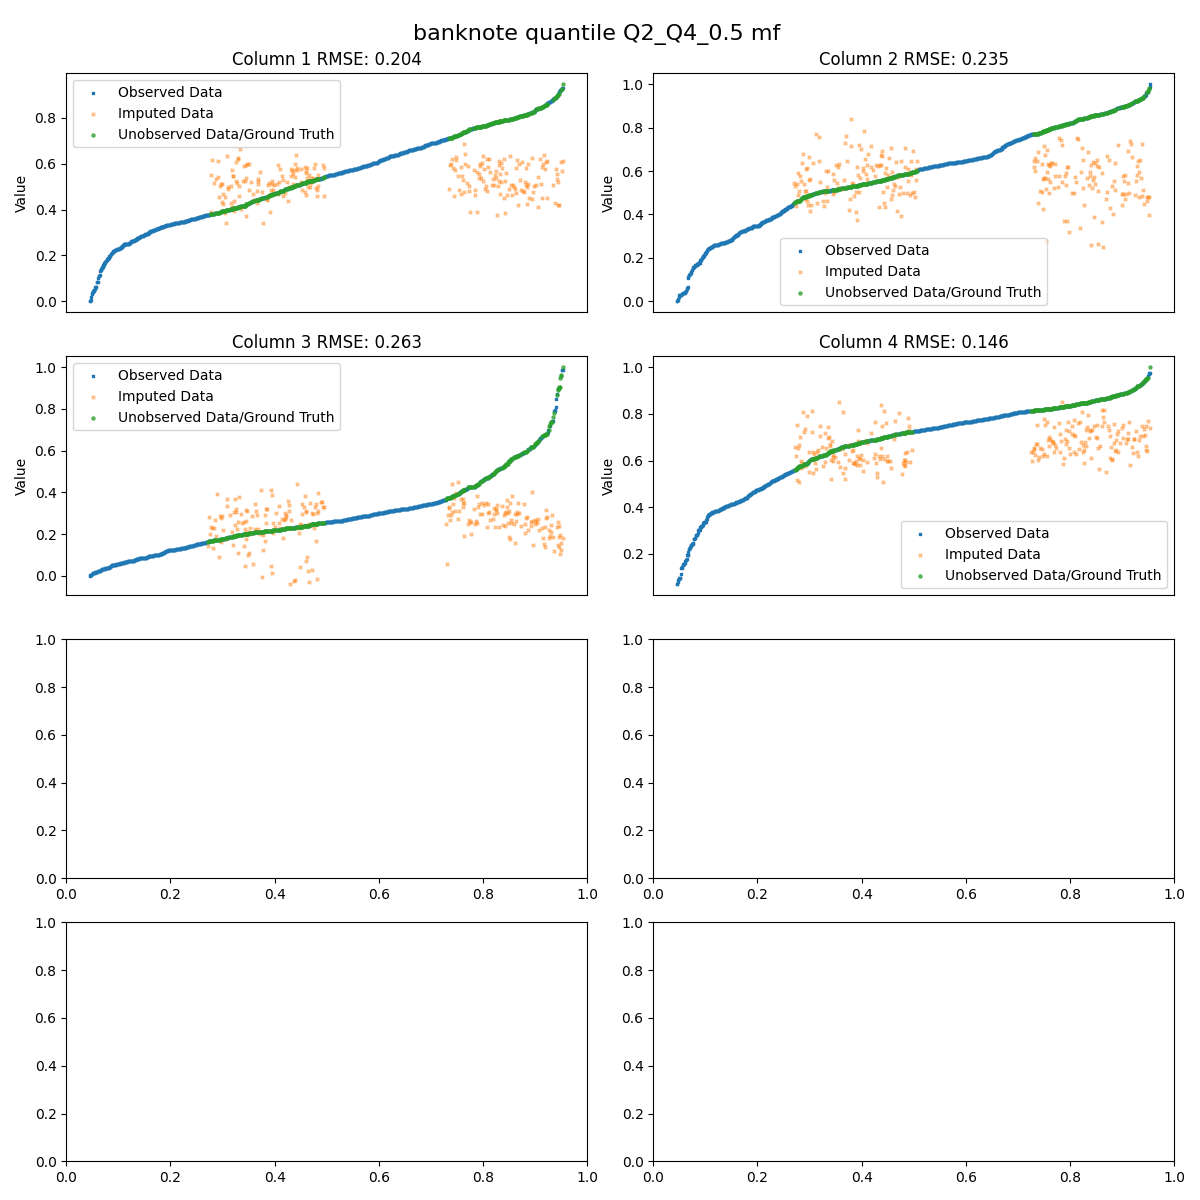 banknote quantile Q2_Q4_0.5 mf
Column 1 RMSE: 0.204
Value
0.8
0.6
0.4
0.2
0.0
Observed Data
Imputed Data
Unobserved Data/Ground Truth
Column 2 RMSE: 0.235
Value
1.0
0.8
0.6
0.4
0.2
0.0
Observed Data
Imputed Data
Unobserved Data/Ground Truth
Column 3 RMSE: 0.263
Value
1.0
0.8
0.6
0.4
0.2
0.0
Observed Data
Imputed Data
Unobserved Data/Ground Truth
Column 4 RMSE: 0.146
Value
1.0
0.8
0.6
0.4
0.2
Observed Data
Imputed Data
Unobserved Data/Ground Truth
1.0
0.8
0.6
0.4
0.2
0.0
0.0 0.2 0.4 0.6 0.8 1.0
1.0
0.8
0.6
0.4
0.2
0.0
0.0 0.2 0.4 0.6 0.8 1.0
1.0
0.8
0.6
0.4
0.2
0.0
0.0 0.2 0.4 0.6 0.8 1.0
1.0
0.8
0.6
0.4
0.2
0.0
0.0 0.2 0.4 0.6 0.8 1.0